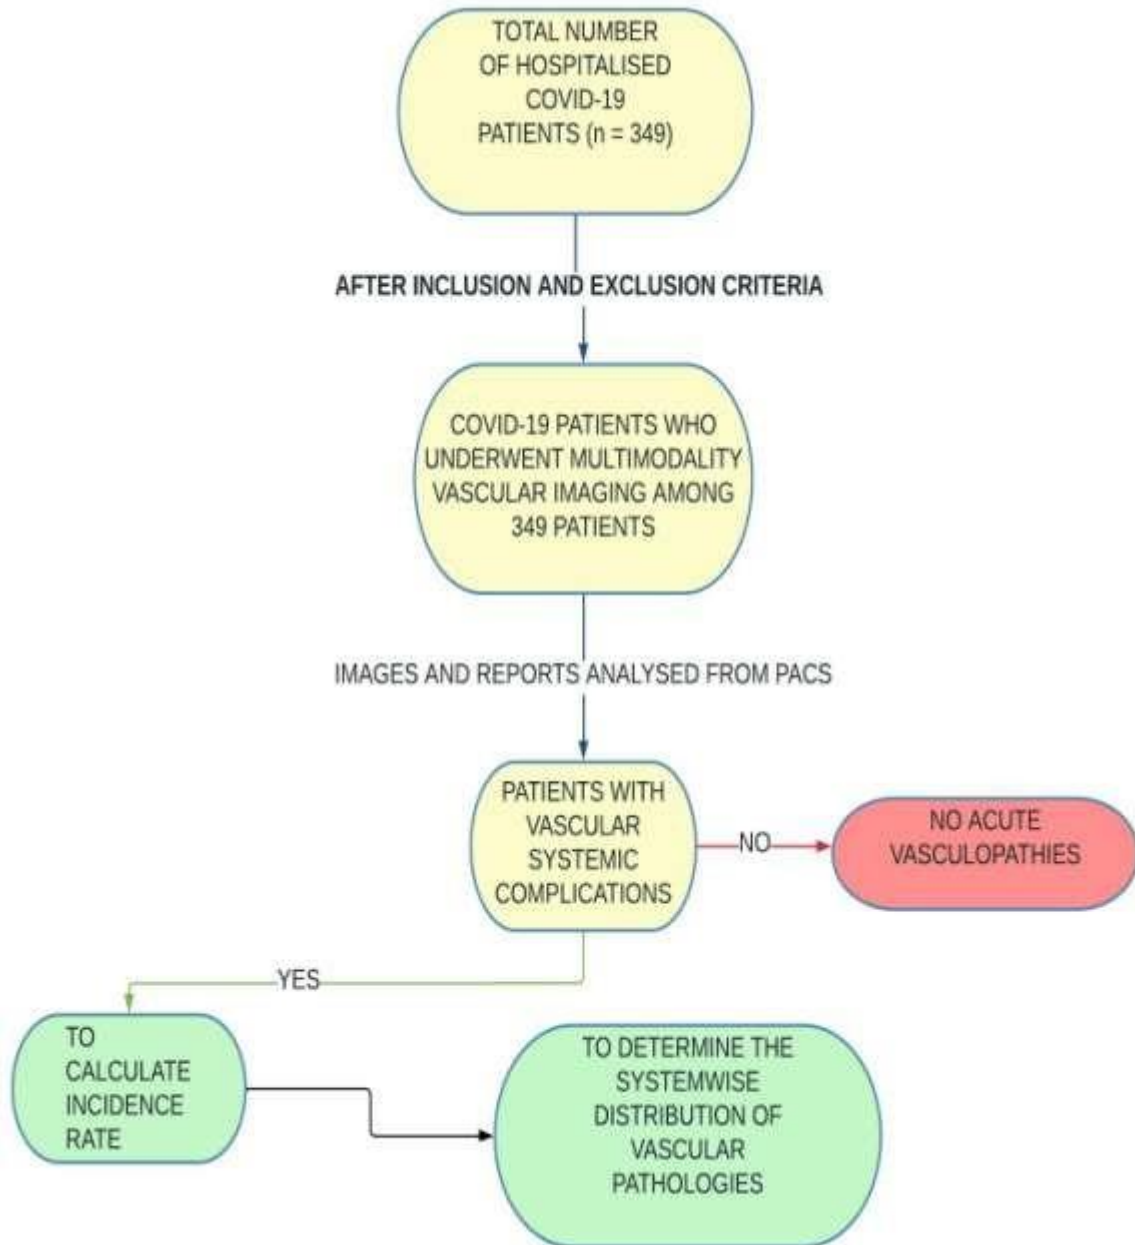 TOTAL NUMBER
OF HOSPITALISED
COVID-19
PATIENTS (n = 349)
AFTER INCLUSION AND EXCLUSION CRITERIA
COVID-19 PATIENTS WHO
UNDERWENT MULTIMODALITY
VASCULAR IMAGING AMONG
349 PATIENTS
IMAGES AND REPORTS ANALYSED FROM PACS
PATIENTS WITH
VASCULAR
SYSTEMIC
COMPLICATIONS
NO
NO ACUTE
VASCULOPATHIES
YES
TO
CALCULATE
INCIDENCE
RATE
TO DETERMINE THE
SYSTEMWISE
DISTRIBUTION OF
VASCULAR
PATHOLOGIES